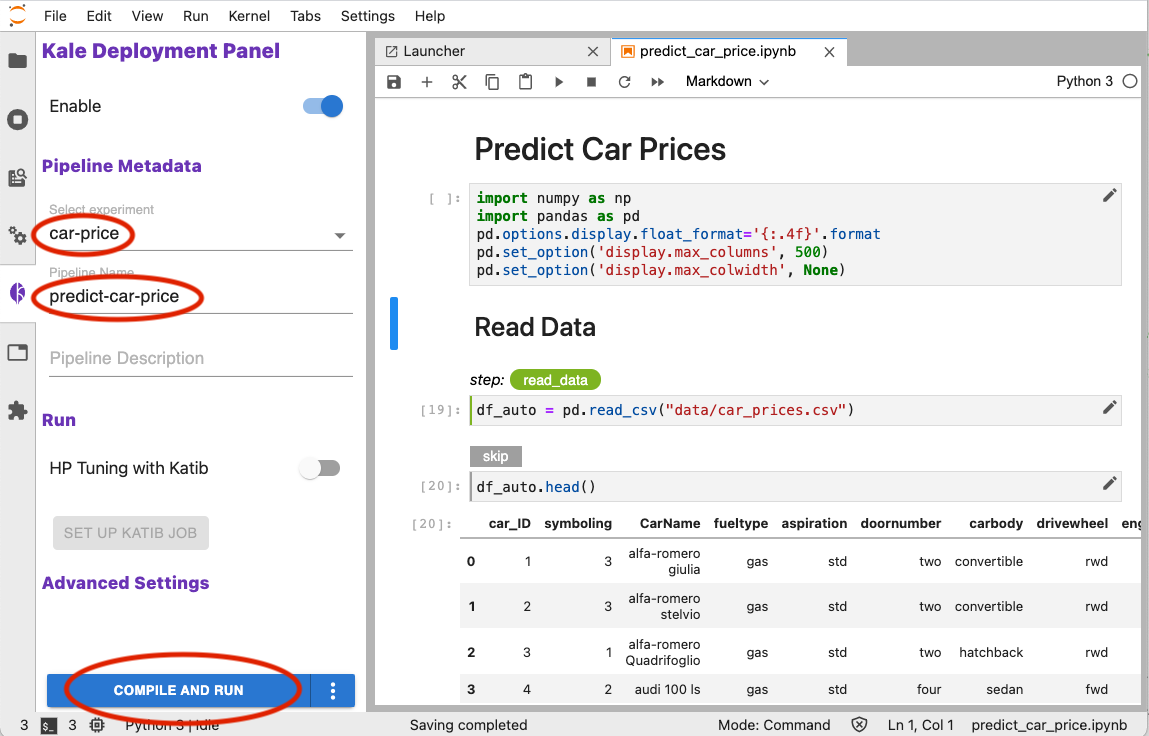 File Edit View Run Kernel Tabs Settings Help
Kale Deployment Panel
Enable
Pipeline Metadata
Select experiment
car-price
Pipeline Name
predict-car-price
Pipeline Description
Run
HP Tuning with Katib
SET UP KATIB JOB
Advanced Settings
COMPILE AND RUN
Launcher
predict_car_price.ipynb
Markdown
Python 3
Predict Car Prices
[ ]:
import numpy as np
import pandas as pd
pd.options.display.float_format='{:.4f}'.format
pd.set_option('display.max_columns', 500)
pd.set_option('display.max_colwidth', None)
Read Data
step: read_data
[19]: df_auto = pd.read_csv("data/car_prices.csv")
skip
[20]: df_auto.head()
[20]: car_ID symboling CarName fueltype aspiration doornumber carbody drivewheel eng
0 1 3 alfa-romero giulia gas std two convertible rwd
1 2 3 alfa-romero stelvio gas std two convertible rwd
2 3 1 alfa-romero Quadrifoglio gas std two hatchback rwd
3 4 2 audi 100 ls gas std four sedan fwd
3 $_ 3 Python 3 | Idle Saving completed Mode: Command Ln 1, Col 1 predict_car_price.ipynb